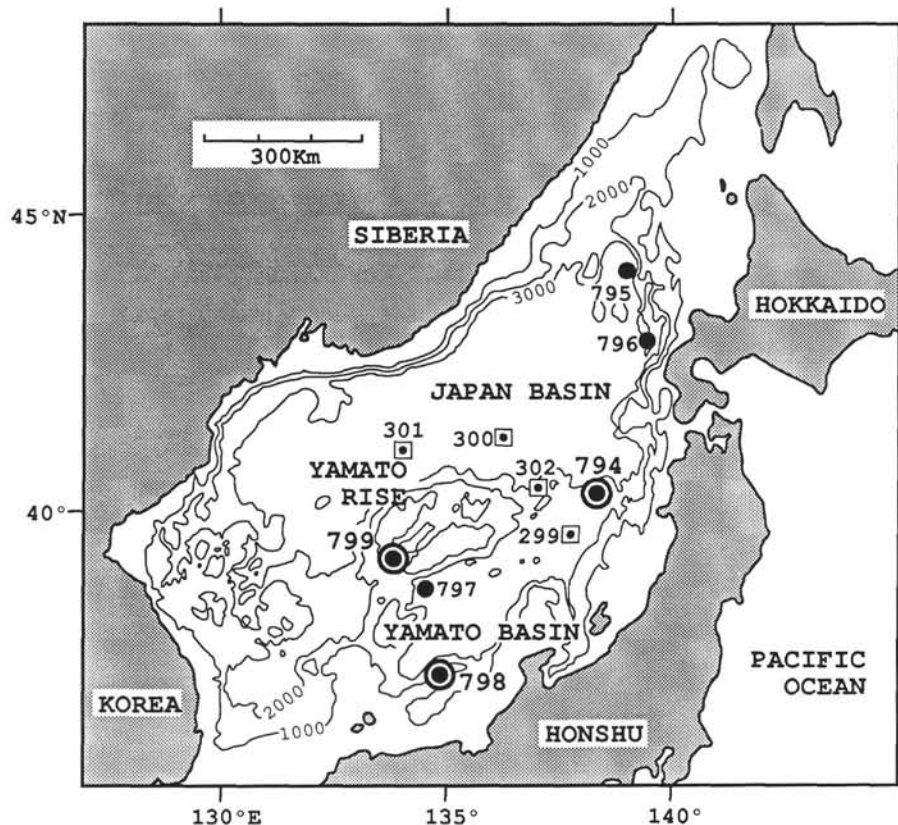 300Km
1000
2000
45°N
SIBERIA
3000
795
HOKKAIDO
796
JAPAN BASIN
301
300
YAMATO
RISE
302
794
40°
799
299
797
YAMATO BASIN
PACIFIC
OCEAN
798
2000
KOREA
1000
HONSHU
130°E
135°
140°